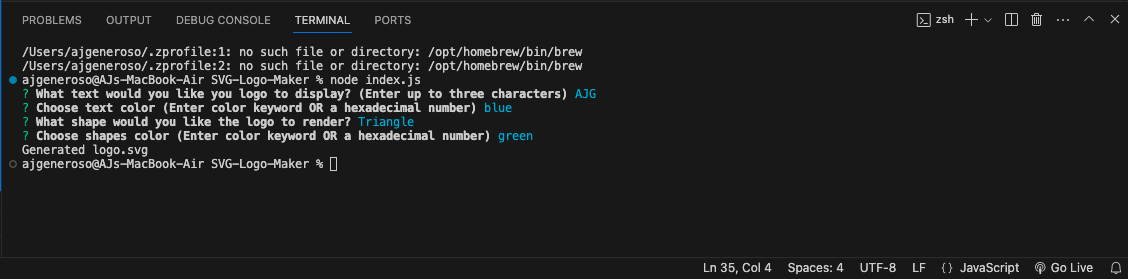 PROBLEMS OUTPUT DEBUG CONSOLE TERMINAL PORTS zsh
/Users/ajgeneroso/.zprofile:1: no such file or directory: /opt/homebrew/bin/brew
/Users/ajgeneroso/.zprofile:2: no such file or directory: /opt/homebrew/bin/brew
ajgeneroso@AJs-MacBook-Air SVG-Logo-Maker % node index.js
? What text would you like you logo to display? (Enter up to three characters) AJG
? Choose text color (Enter color keyword OR a hexadecimal number) blue
? What shape would you like the logo to render? Triangle
? Choose shapes color (Enter color keyword OR a hexadecimal number) green
Generated logo.svg
ajgeneroso@AJs-MacBook-Air SVG-Logo-Maker %
Ln 35, Col 4 Spaces: 4 UTF-8 LF {} JavaScript Go Live